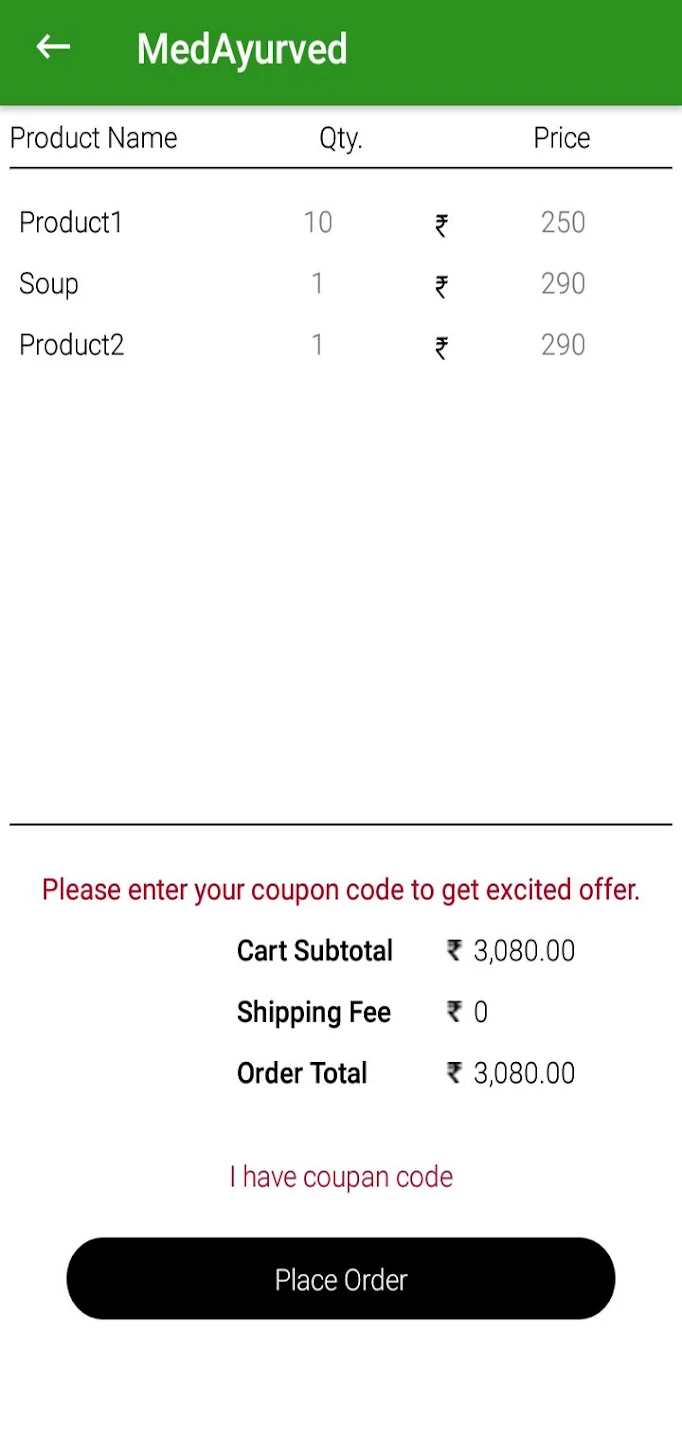 MedAyurved
Product Name Qty. Price
Product1 10 ₹ 250
Soup 1 ₹ 290
Product2 1 ₹ 290
Please enter your coupon code to get excited offer.
Cart Subtotal ₹ 3,080.00
Shipping Fee ₹ 0
Order Total ₹ 3,080.00
I have coupan code
Place Order